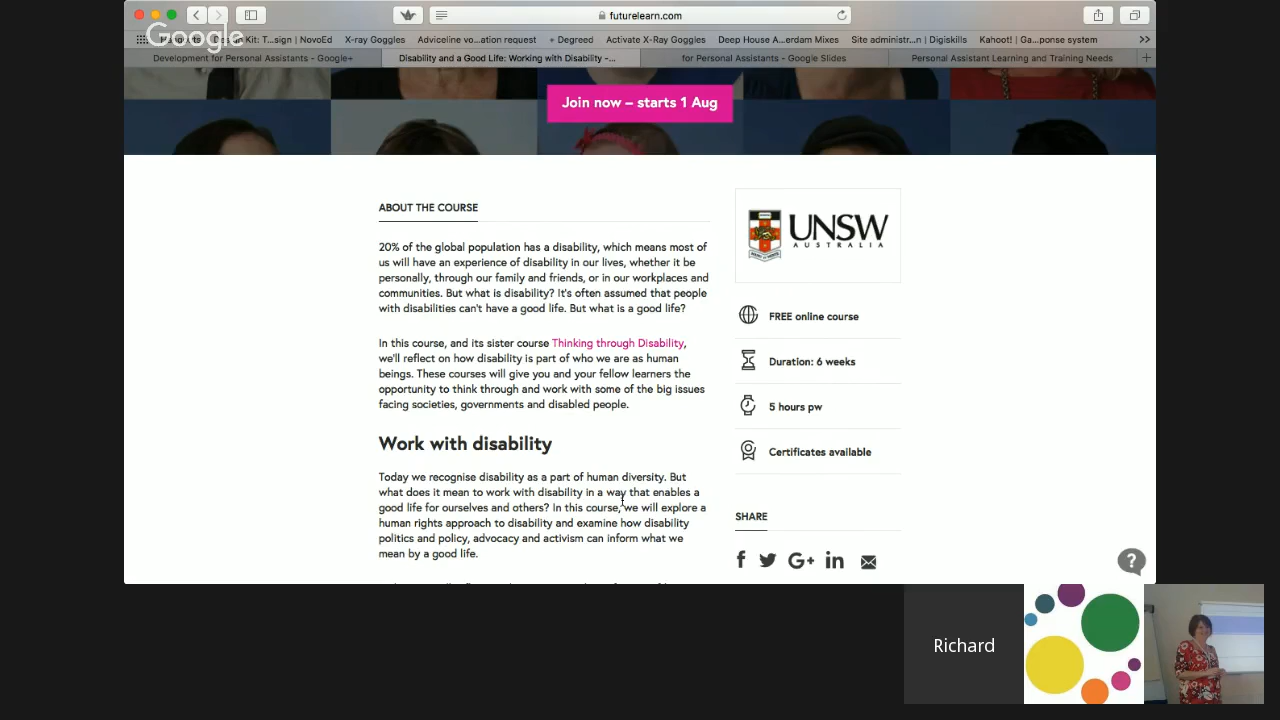 futurelearn.com
Google
Kit: T...sign | NovoEd
X-ray Goggles
Adviceline vo...ation request
+ Degreed
Activate X-Ray Goggles
Deep House A...erdam Mixes
Site administr...n | Digiskills
Kahoot! | Ga...ponse system
Development for Personal Assistants - Google+
Disability and a Good Life: Working with Disability -...
for Personal Assistants - Google Slides
Personal Assistant Learning and Training Needs
Join now – starts 1 Aug
ABOUT THE COURSE
20% of the global population has a disability, which means most of
us will have an experience of disability in our lives, whether it be
personally, through our family and friends, or in our workplaces and
communities. But what is disability? It's often assumed that people
with disabilities can't have a good life. But what is a good life?
In this course, and its sister course Thinking through Disability,
we'll reflect on how disability is part of who we are as human
beings. These courses will give you and your fellow learners the
opportunity to think through and work with some of the big issues
facing societies, governments and disabled people.
Work with disability
Today we recognise disability as a part of human diversity. But
what does it mean to work with disability in a way that enables a
good life for ourselves and others? In this course, we will explore a
human rights approach to disability and examine how disability
politics and policy, advocacy and activism can inform what we
mean by a good life.
UNSW
AUSTRALIA
FREE online course
Duration: 6 weeks
5 hours pw
Certificates available
SHARE
G+
in
?
Richard